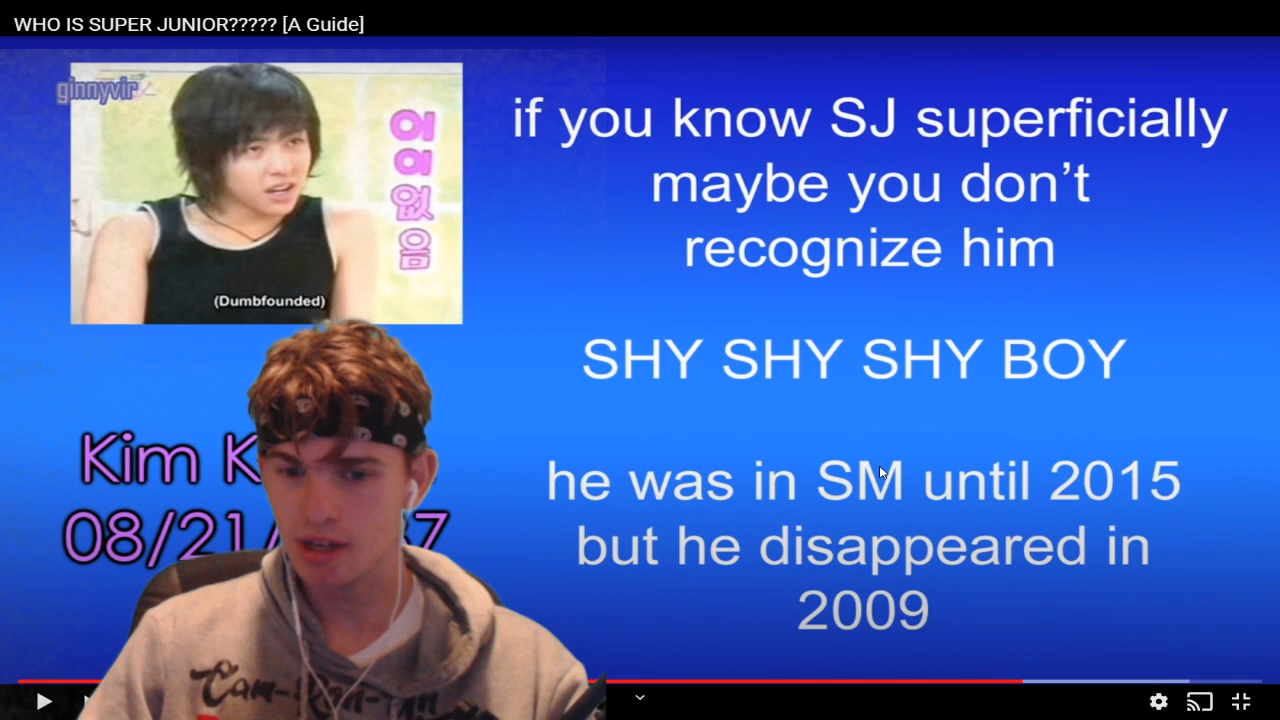 WHO IS SUPER JUNIOR????? [A Guide]
ginnyvir
어이없음
(Dumbfounded)
if you know SJ superficially
maybe you don't
recognize him
SHY SHY SHY BOY
Kim K
08/21/ 7
he was in SM until 2015
but he disappeared in
2009